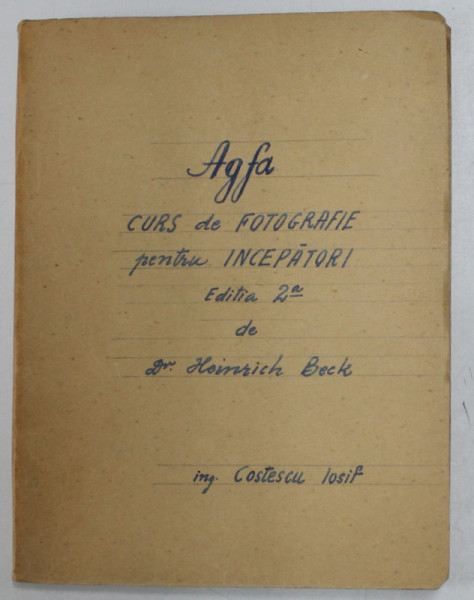 Agfa
CURS de FOTOGRAFIE
pentru INCEPĂTORI
Editia 2ª
de
Dr. Heinrich Beck
ing. Costescu Iosif